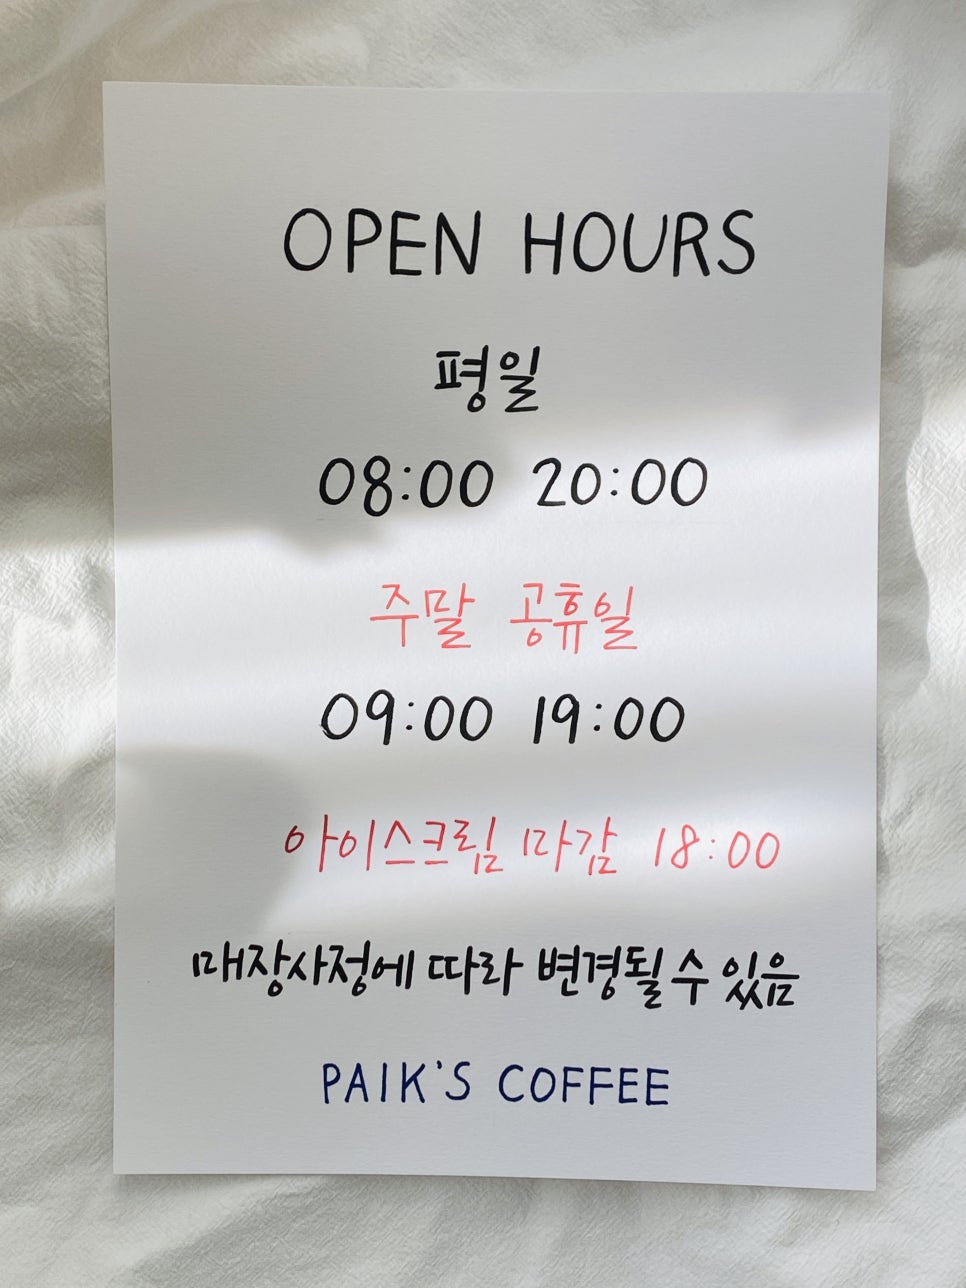 OPEN HOURS
평일
08:00 20:00
주말 공휴일
09:00 19:00
아이스크림 마감 18:00
매장사정에 따라 변경될 수 있음
PAIK'S COFFEE